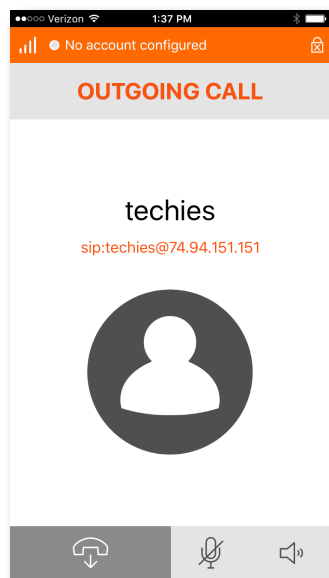 Verizon 1:37 PM
No account configured
OUTGOING CALL
techies
sip:techies@74.94.151.151